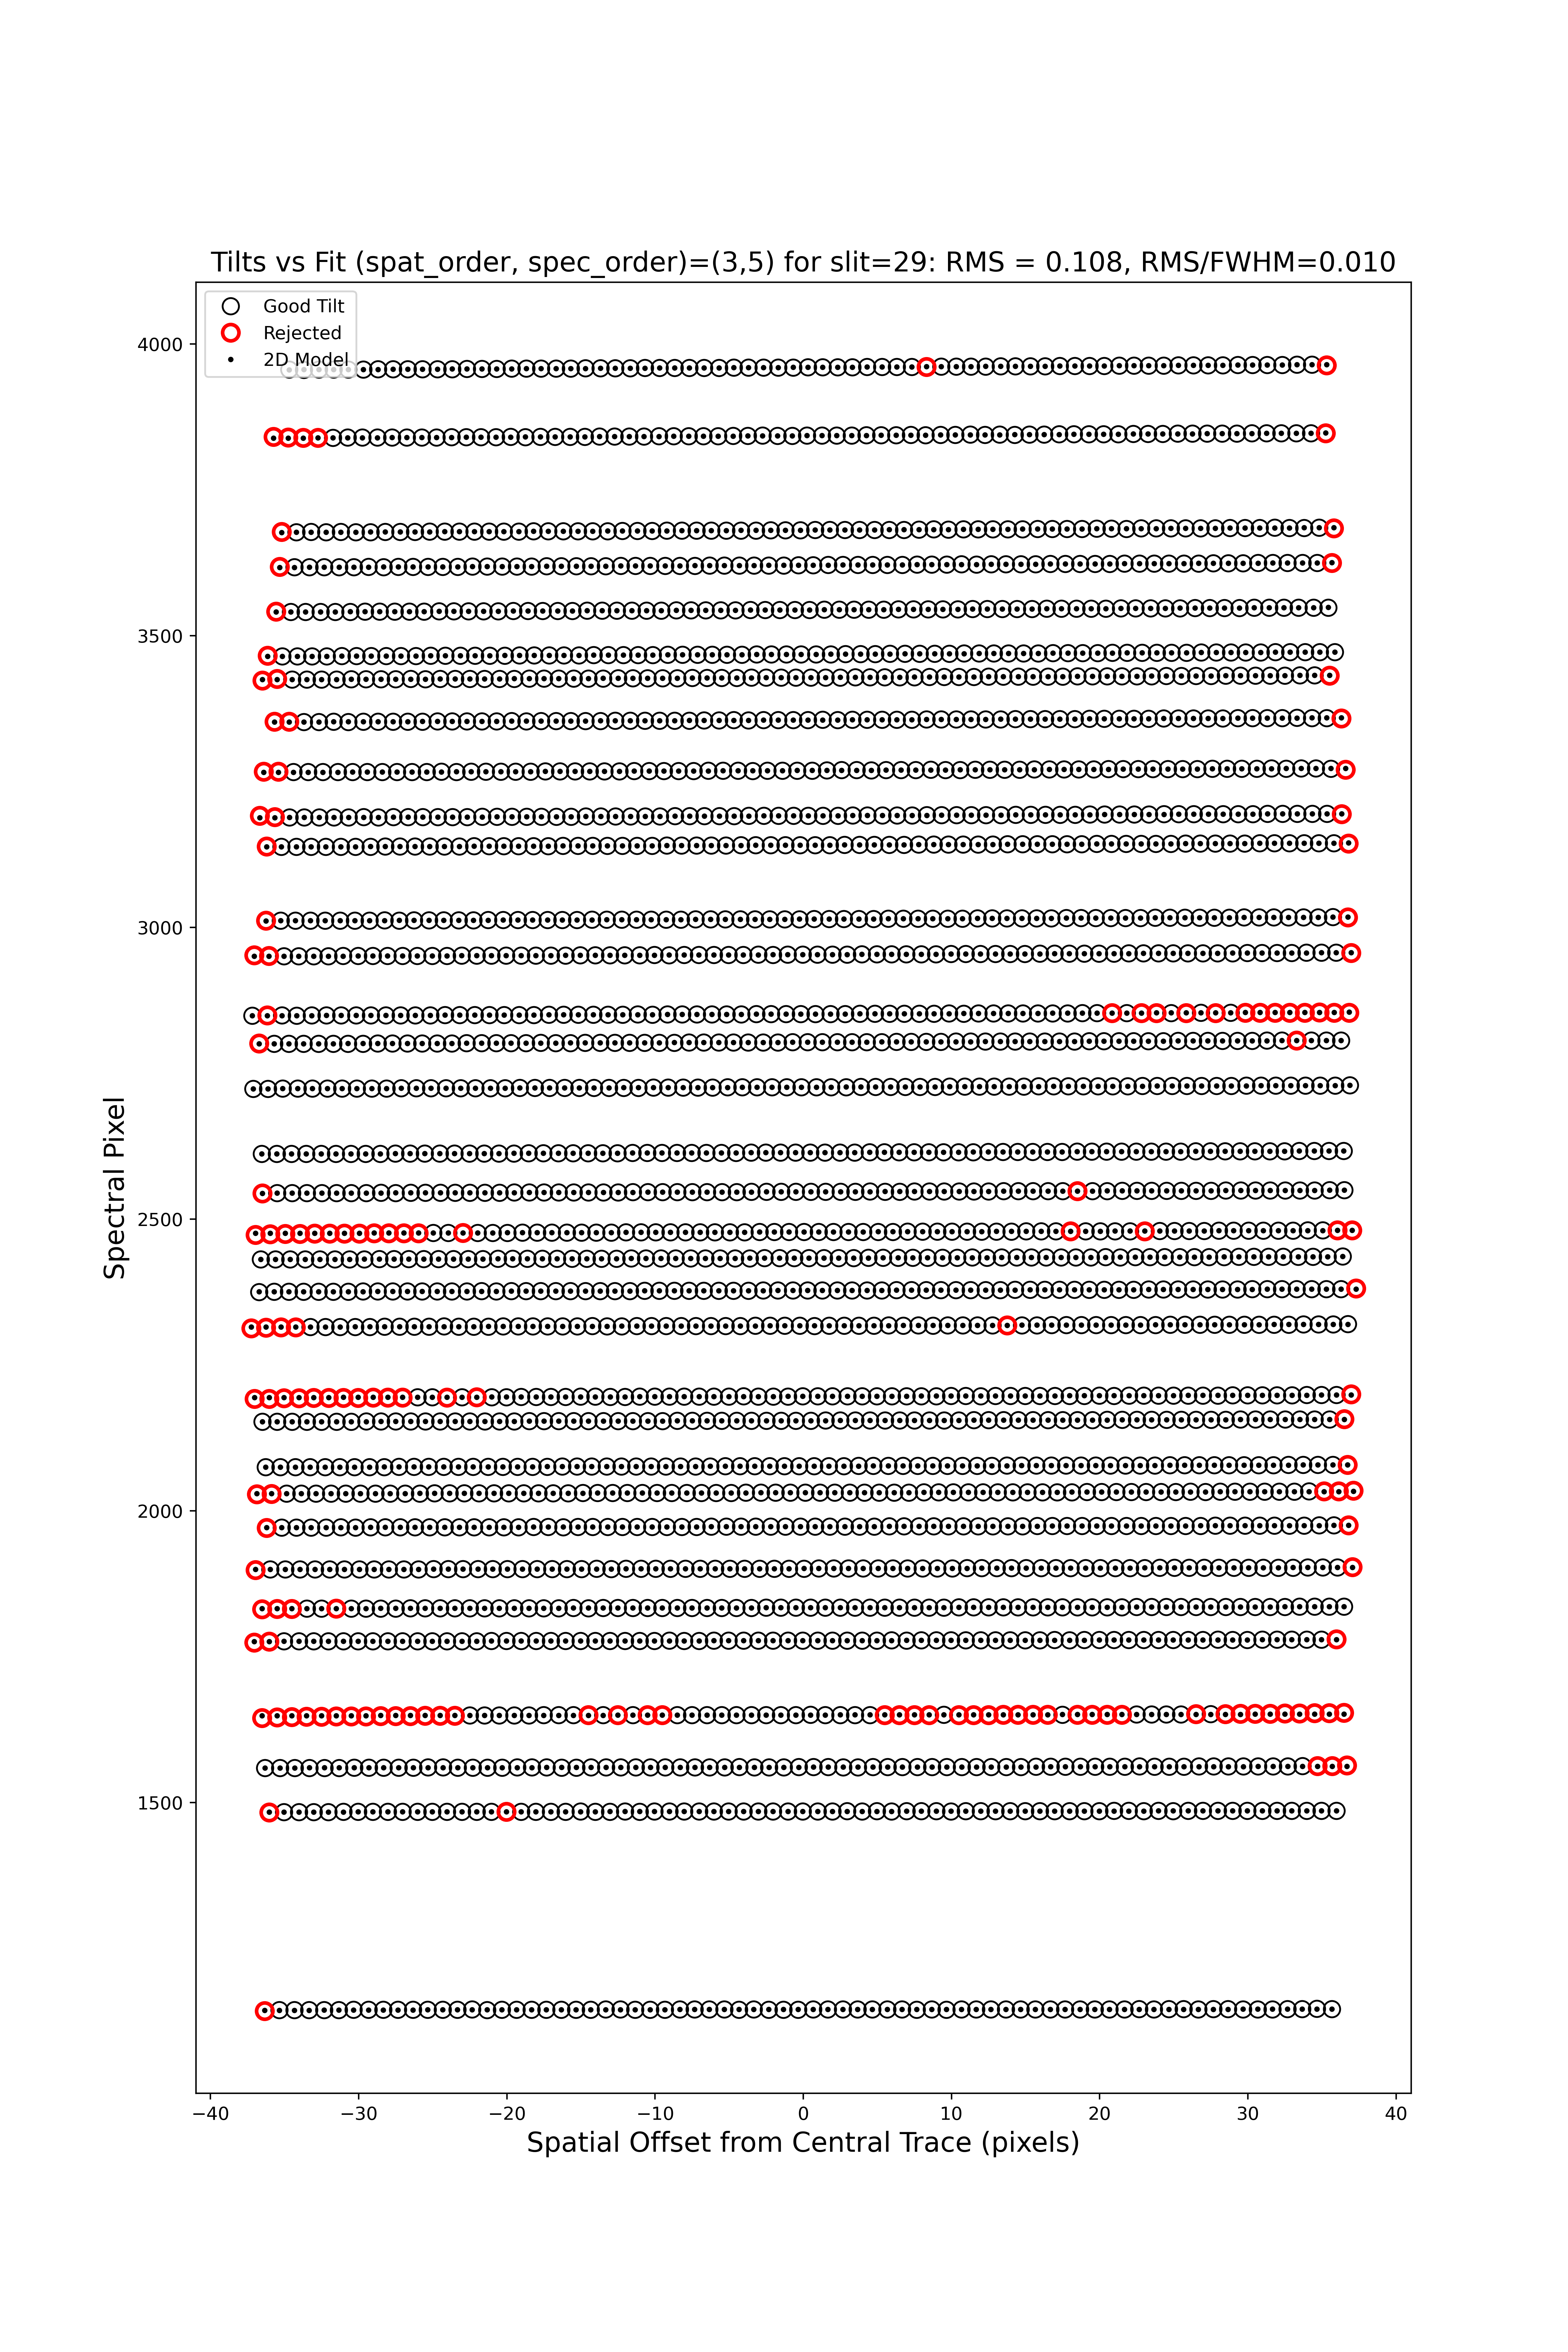 Tilts vs Fit (spat_order, spec_order)=(3,5) for slit=29: RMS = 0.108, RMS/FWHM=0.010
Good Tilt
Rejected
2D Model
4000
3500
3000
2500
2000
1500
Spectral Pixel
−40
−30
−20
−10
0
10
20
30
40
Spatial Offset from Central Trace (pixels)